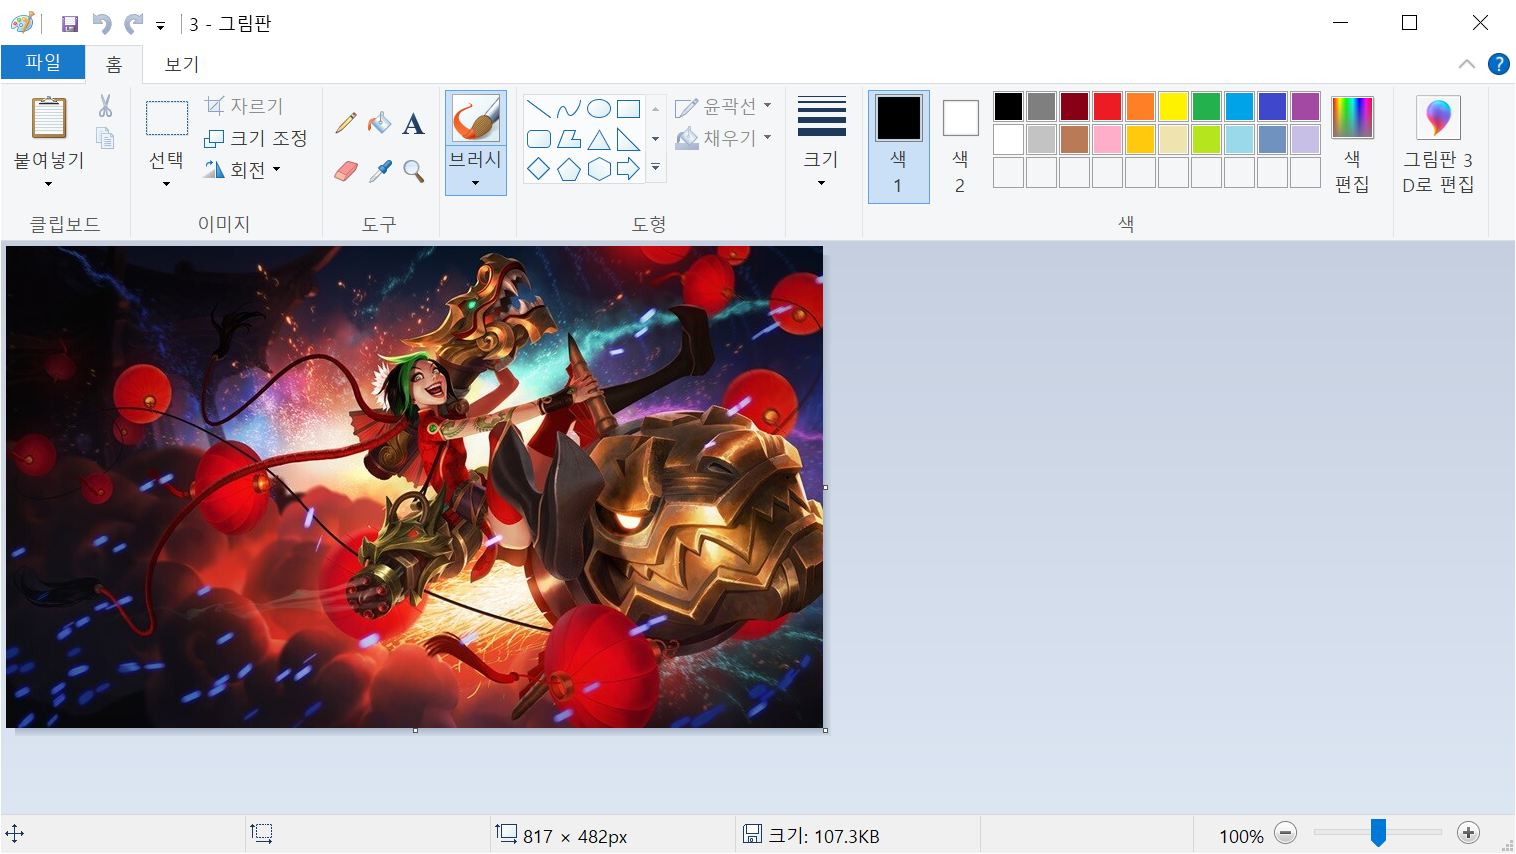 3 - 그림판
파일
홈
보기
?
붙여넣기
클립보드
선택
자르기
크기 조정
회전
이미지
A
도구
브러시
윤곽선
채우기
도형
크기
색
1
색
2
색
편집
색
그림판 3
D로 편집
817 × 482px
크기: 107.3KB
100%